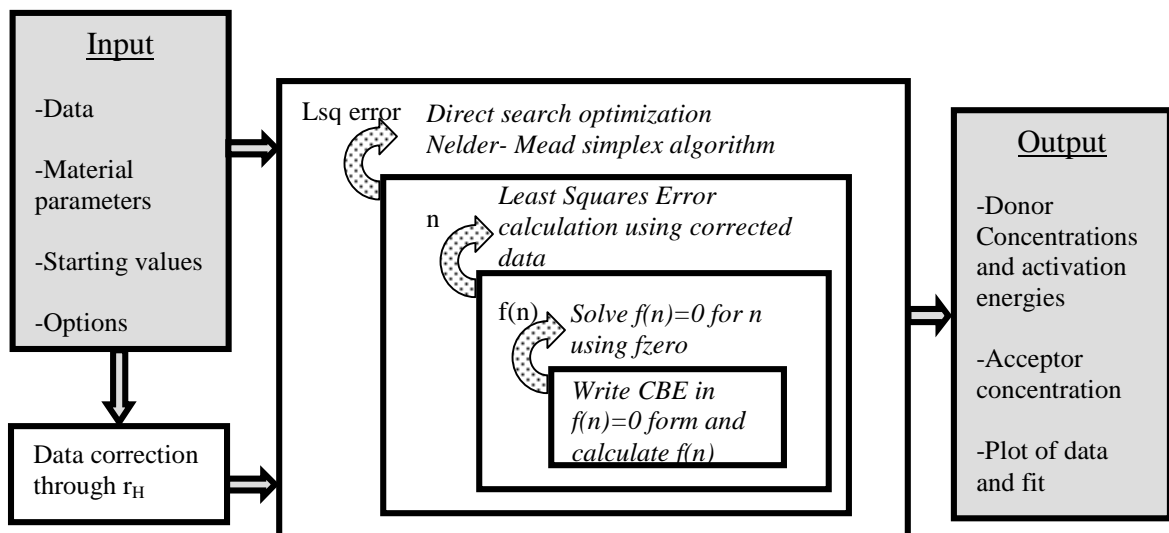 Input
-Data
-Material
parameters
-Starting values
-Options
Data correction
through rH
Lsq error
Direct search optimization
Nelder- Mead simplex algorithm
n
Least Squares Error
calculation using corrected
data
f(n)
Solve f(n)=0 for n
using fzero
Write CBE in
f(n)=0 form and
calculate f(n)
Output
-Donor
Concentrations
and activation
energies
-Acceptor
concentration
-Plot of data
and fit